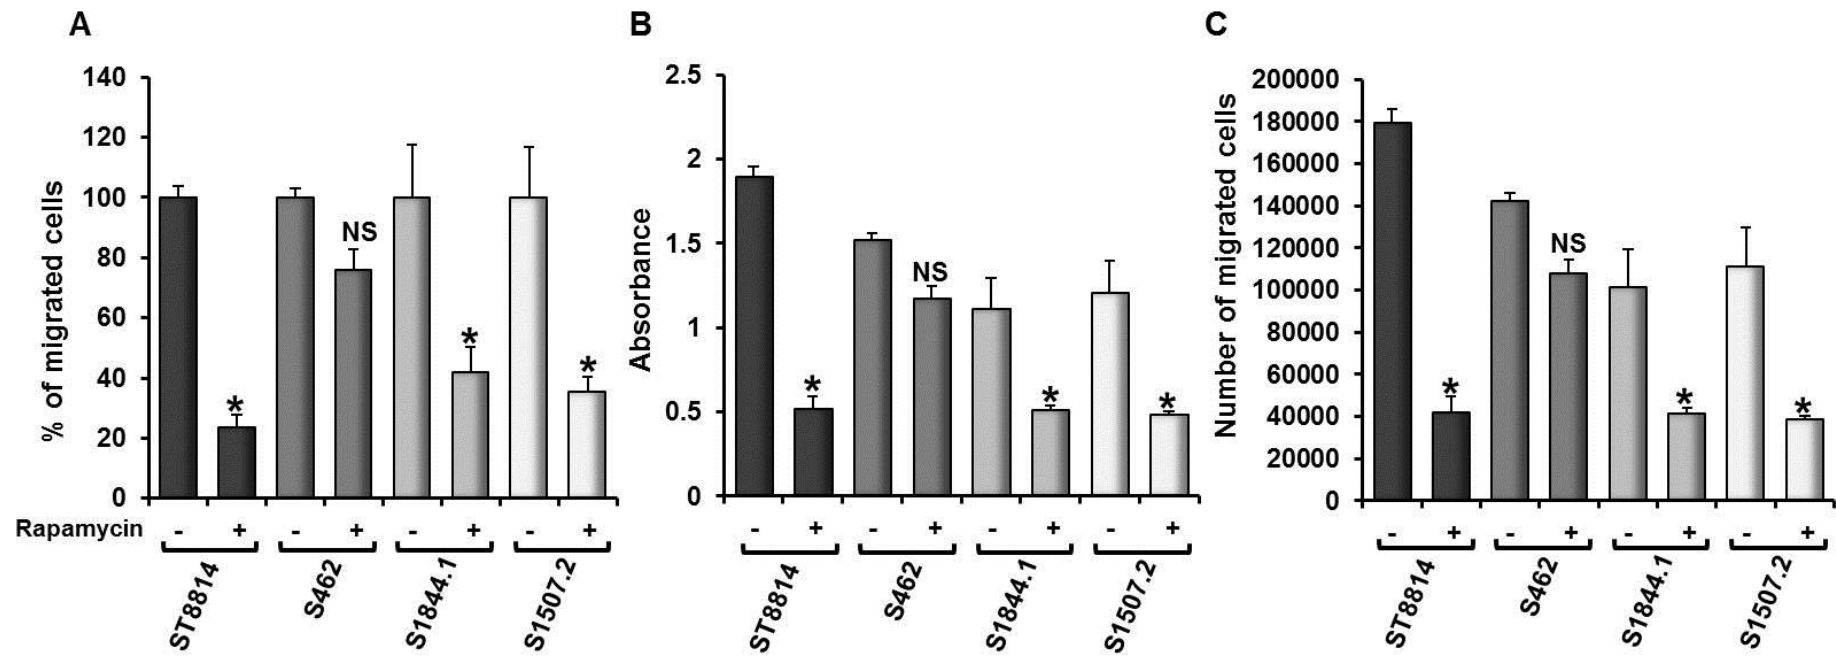 A
% of migrated cells
140
120
100
80
60
40
20
0
NS
*
*
*
Rapamycin - + - + - + - +
ST8814
S462
S1844.1
S1507.2
B
Absorbance
2.5
2
1.5
1
0.5
0
*
NS
*
*
- + - + - + - +
ST8814
S462
S1844.1
S1507.2
C
Number of migrated cells
200000
180000
160000
140000
120000
100000
80000
60000
40000
20000
0
*
NS
*
*
- + - + - + - +
ST8814
S462
S1844.1
S1507.2